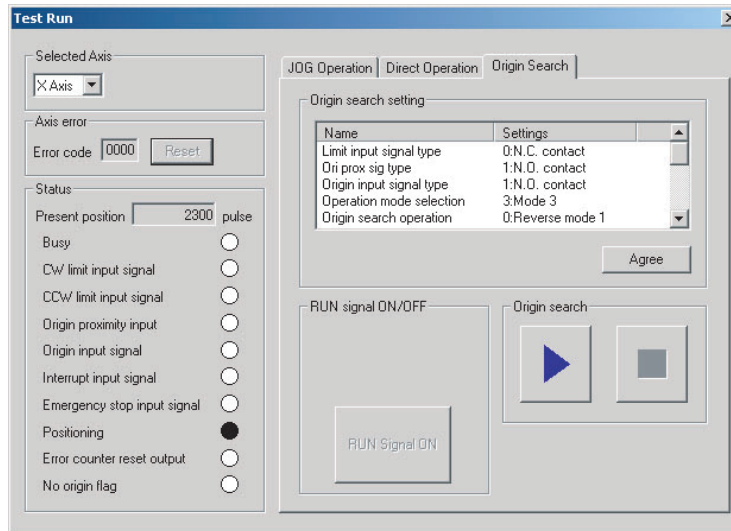 Test Run
Selected Axis
X Axis
Axis error
Error code 0000 Reset
Status
Present position 2300 pulse
Busy
CW limit input signal
CCW limit input signal
Origin proximity input
Origin input signal
Interrupt input signal
Emergency stop input signal
Positioning
Error counter reset output
No origin flag
JOG Operation Direct Operation Origin Search
Origin search setting
Name Settings
Limit input signal type 0:N.C. contact
Ori prox sig type 1:N.O. contact
Origin input signal type 1:N.O. contact
Operation mode selection 3:Mode 3
Origin search operation 0:Reverse mode 1
Agree
RUN signal ON/OFF
RUN Signal ON
Origin search